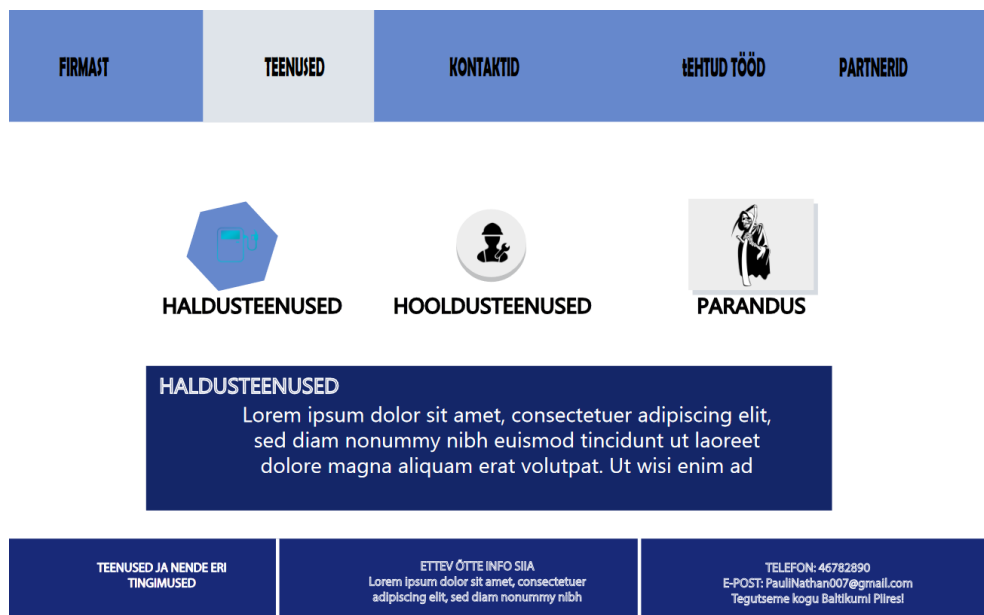 FIRMAST
TEENUSED
KONTAKTID
tEHTUD TÖÖD
PARTNERID
HALDUSTEENUSED
HOOLDUSTEENUSED
PARANDUS
HALDUSTEENUSED
Lorem ipsum dolor sit amet, consectetuer adipiscing elit,
sed diam nonummy nibh euismod tincidunt ut laoreet
dolore magna aliquam erat volutpat. Ut wisi enim ad
TEENUSED JA NENDE ERI
TINGIMUSED
ETTEV ÕTTE INFO SIIA
Lorem ipsum dolor sit amet, consectetuer
adipiscing elit, sed diam nonummy nibh
TELEFON: 46782890
E-POST: PauliNathan007@gmail.com
Tegutseme kogu Baltikumi Piires!